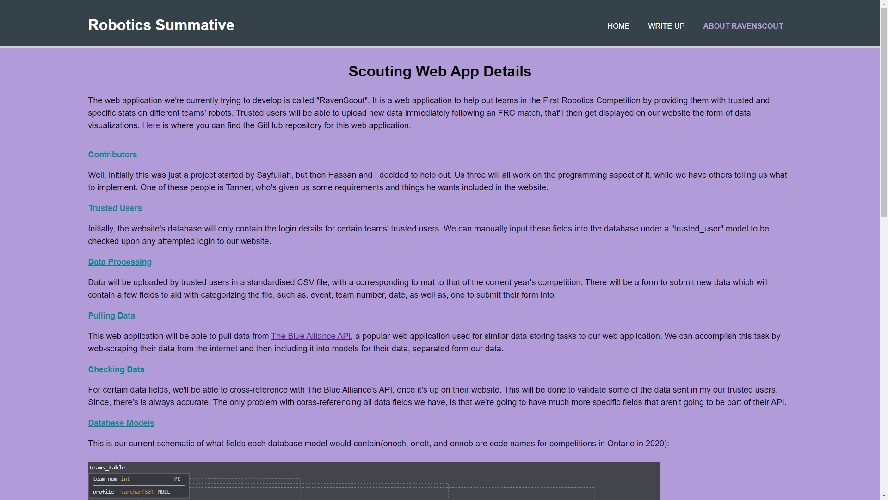 Robotics Summative
HOME WRITE UP ABOUT RAVENSCOUT
Scouting Web App Details
The web application we're currently trying to develop is called "RavenScout". It is a web application to help out teams in the First Robotics Competition by providing them with trusted and
specific stats on different teams' robots. Trusted users will be able to upload new data immediately following an FRC match, that'll then get displayed on our website the form of data
visualizations. Here is where you can find the GitHub repository for this web application.
Contributors
Well, initially this was just a project started by Sayfullah, but then Hassan and I decided to help out. Us three will all work on the programming aspect of it, while we have others telling us what
to implement. One of these people is Tanner, who's given us some requirements and things he wants included in the website.
Trusted Users
Initially, the website's database will only contain the login details for certain teams' trusted users. We can manually input these fields into the database under a "trusted_user" model to be
checked upon any attempted login to our website.
Data Processing
Data will be uploaded by trusted users in a standardised CSV file, with a corresponding format to that of the current year's competition. There will be a form to submit new data which will
contain a few fields to aid with categorizing the file, such as, event, team number, date, as well as, one to submit their form into.
Pulling Data
This web application will be able to pull data from The Blue Alliance API, a popular web application used for similar data storing tasks to our web application. We can accomplish this task by
web-scraping their data from the internet and then including it into models for their data, separated form our data.
Checking Data
For certain data fields, we'll be able to cross-reference with The Blue Alliance's API, once it's up on their website. This will be done to validate some of the data sent in my our trusted users.
Since, there's is always accurate. The only problem with corss-referencing all data fields we have, is that we're going to have much more specific fields that aren't going to be part of their API.
Database Models
This is our current schematic of what fields each database model would contain(onosh, onott, and onnob are code names for competitions in Ontario in 2020):
teams_table
team_num int PK
profile varchar(50) NULL